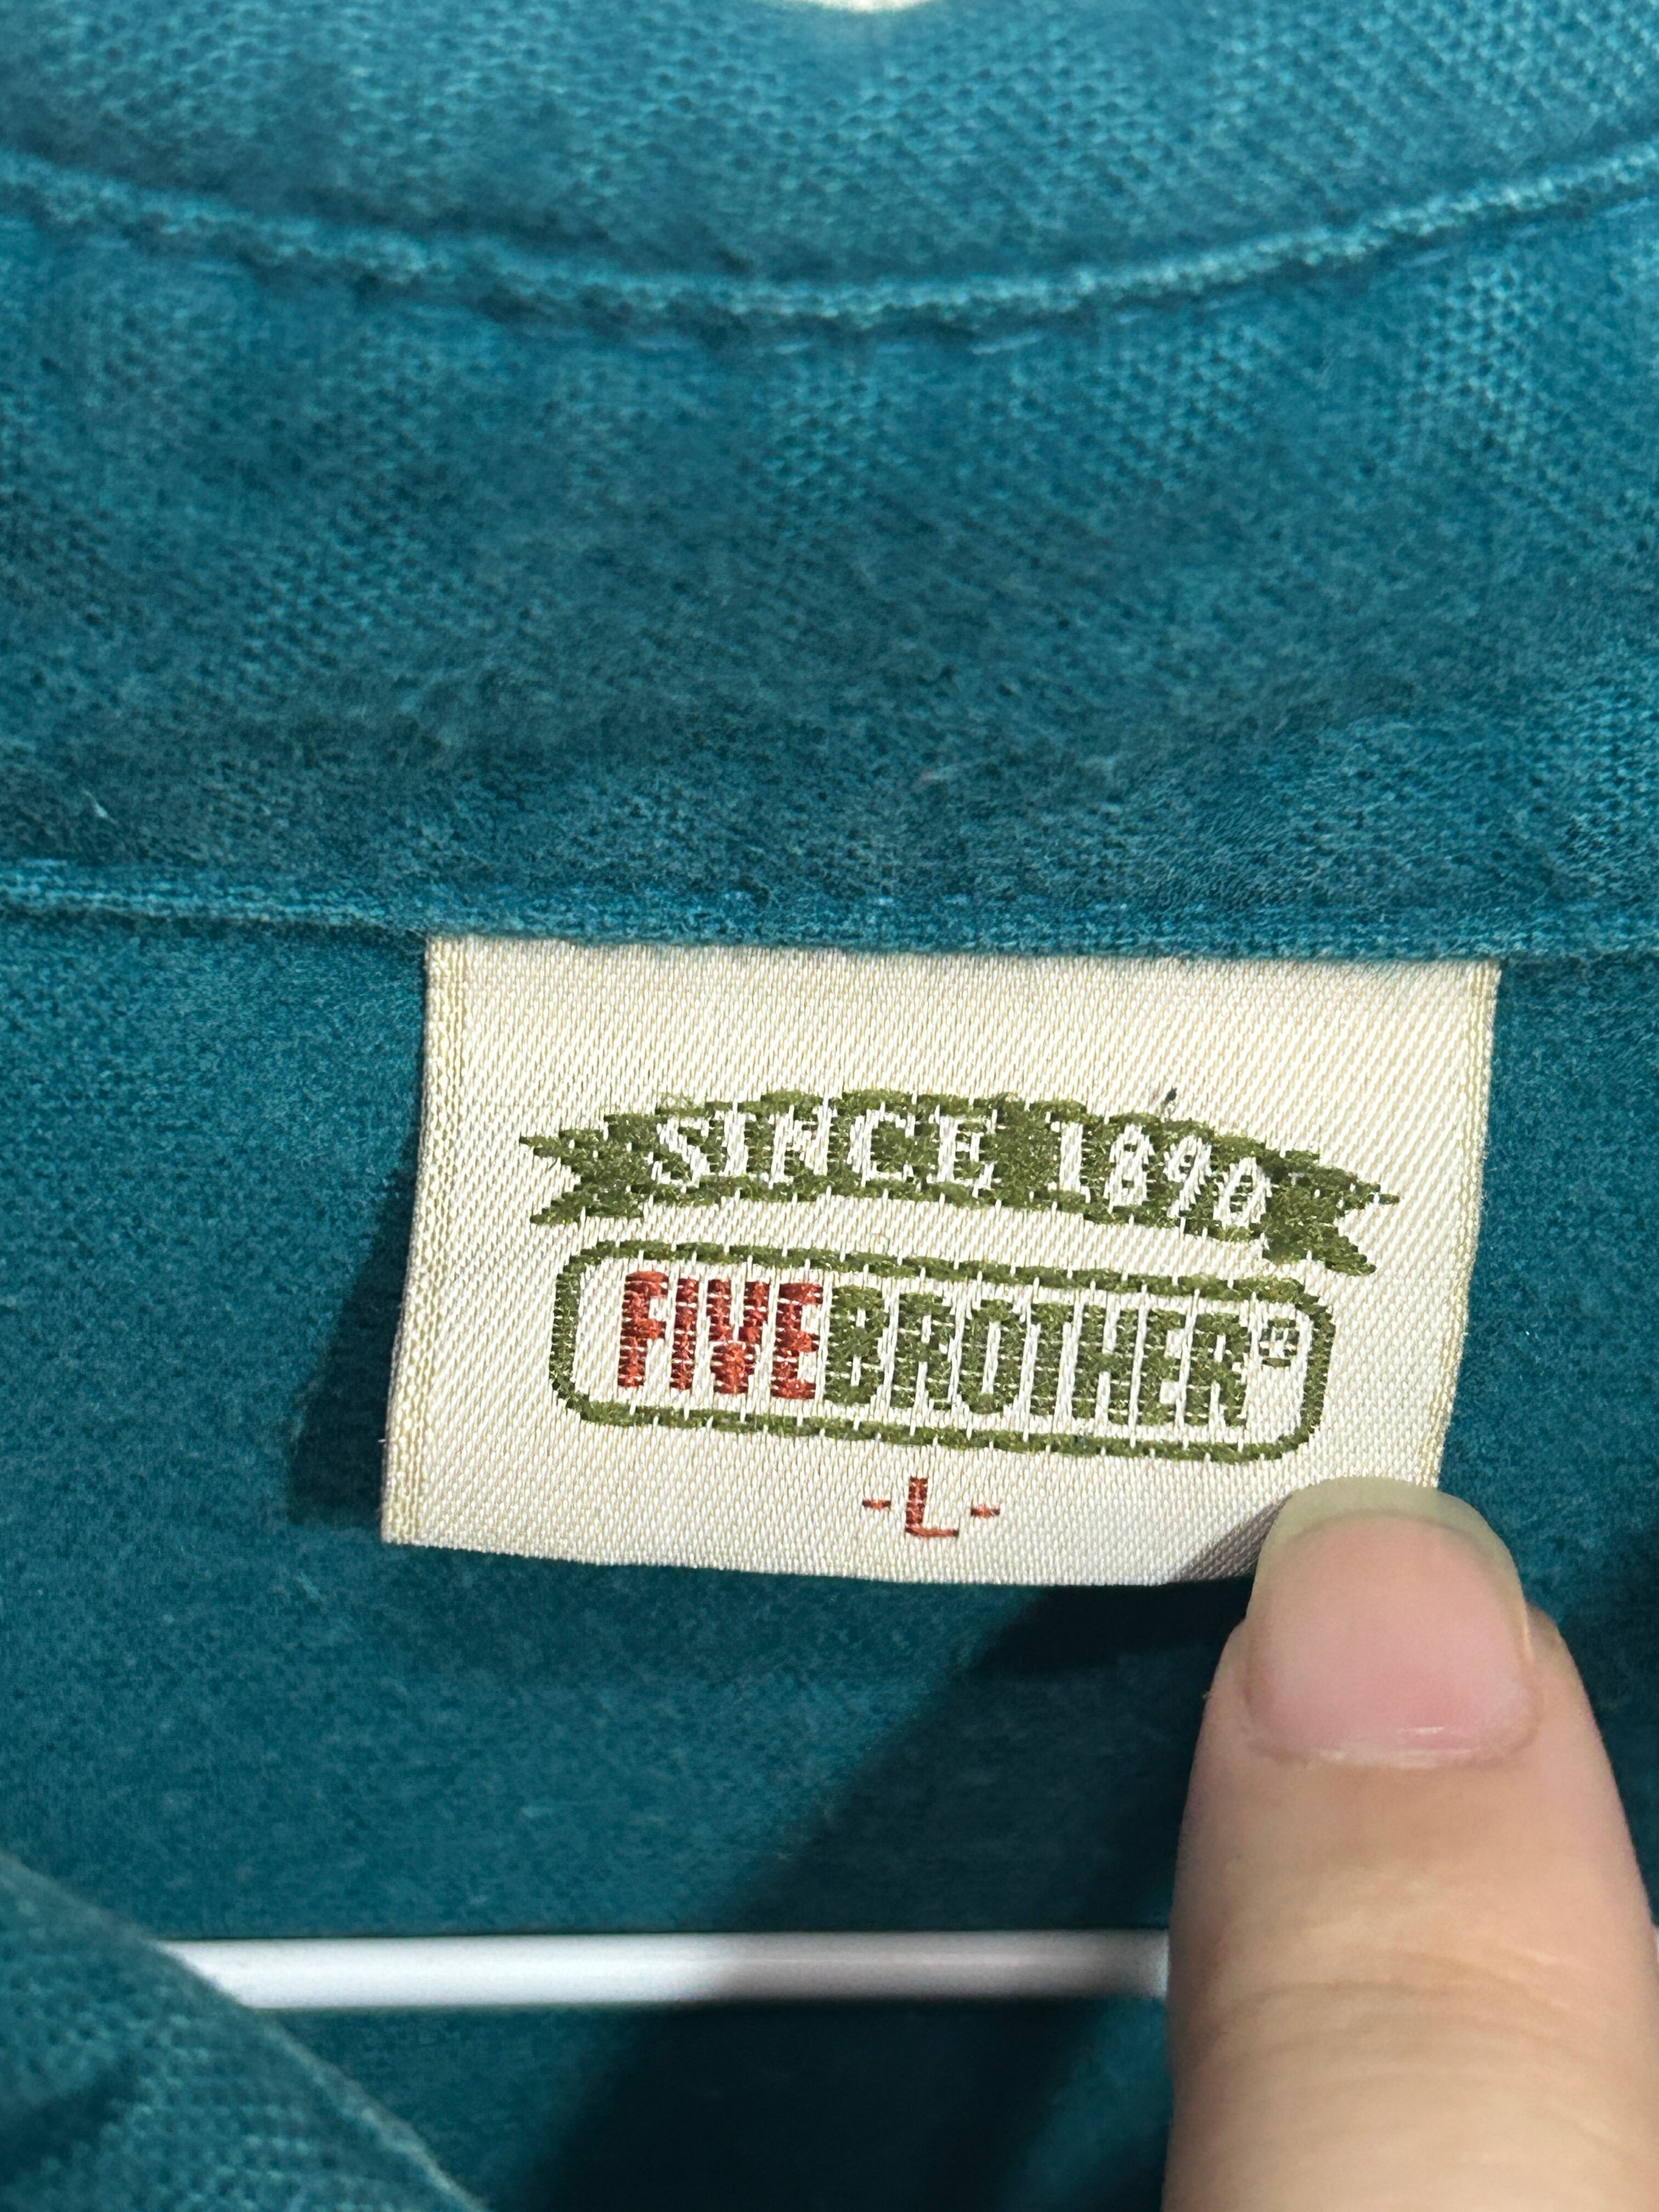 SINCE 1890
FIVEBROTHER®
-L-